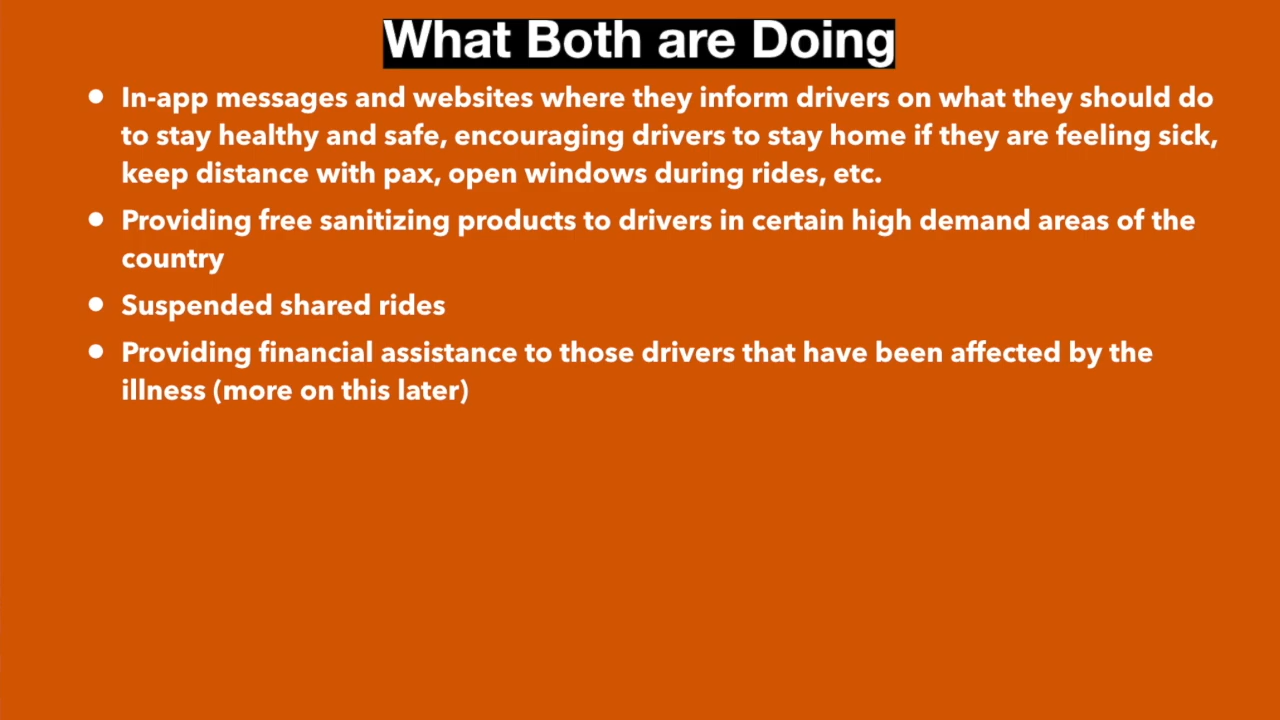 What Both are Doing
• In-app messages and websites where they inform drivers on what they should do
to stay healthy and safe, encouraging drivers to stay home if they are feeling sick,
keep distance with pax, open windows during rides, etc.
• Providing free sanitizing products to drivers in certain high demand areas of the
country
• Suspended shared rides
• Providing financial assistance to those drivers that have been affected by the
illness (more on this later)